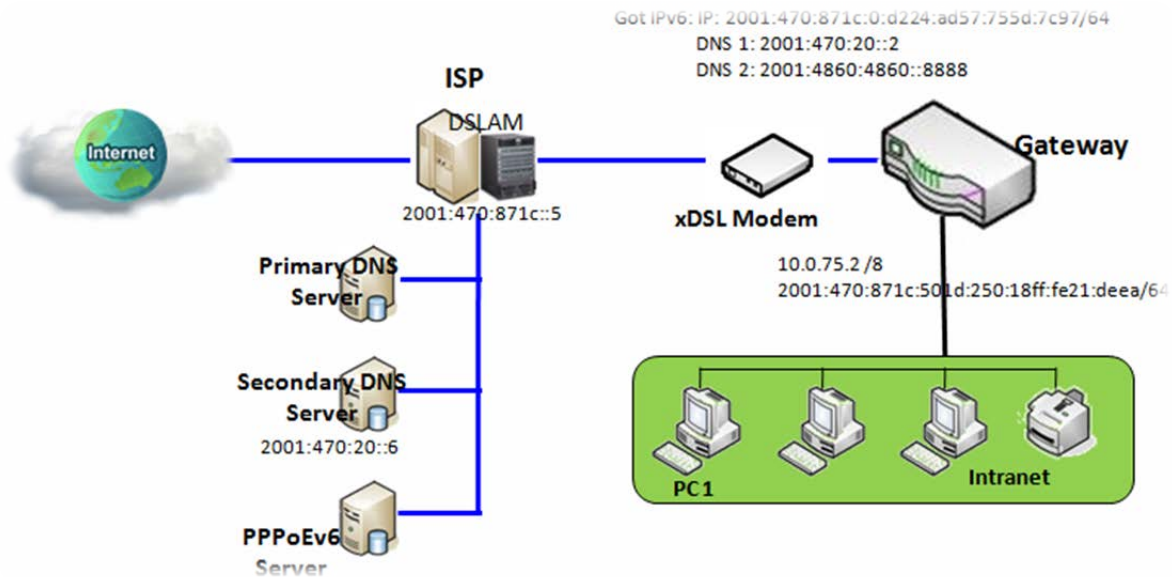 Got IPv6: IP: 2001:470:871c:0:d224:ad57:755d:7c97/64
DNS 1: 2001:470:20::2
DNS 2: 2001:4860:4860::8888
ISP
DSLAM
Internet
Gateway
2001:470:871c::5
xDSL Modem
Primary DNS
Server
10.0.75.2 /8
2001:470:871c:501d:250:18ff:fe21:deea/64
Secondary DNS
Server
2001:470:20::6
PC1
Intranet
PPPoEv6
Server